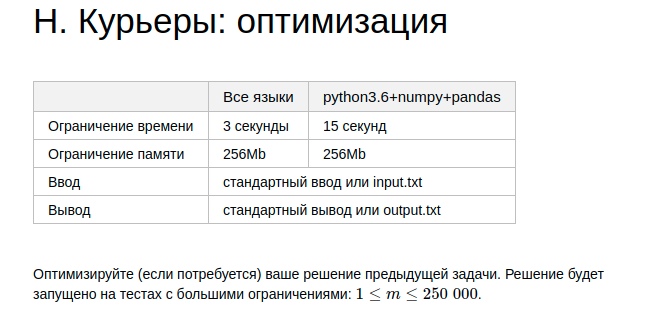 Н. Курьеры: оптимизация
Все языки python3.6+numpy+pandas
Ограничение времени 3 секунды 15 секунд
Ограничение памяти 256Mb 256Mb
Ввод стандартный ввод или input.txt
Вывод стандартный вывод или output.txt
Оптимизируйте (если потребуется) ваше решение предыдущей задачи. Решение будет
запущено на тестах с большими ограничениями: 1 ≤ m ≤ 250 000.